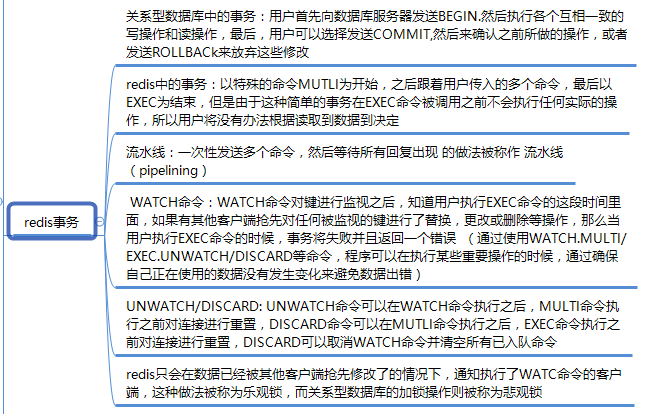 关系型数据库中的事务：用户首先向数据库服务器发送BEGIN.然后执行各个互相一致的
写操作和读操作，最后，用户可以选择发送COMMIT,然后来确认之前所做的操作，或者
发送ROLLBACk来放弃这些修改
redis中的事务：以特殊的命令MUTLI为开始，之后跟着用户传入的多个命令，最后以
EXEC为结束，但是由于这种简单的事务在EXEC命令被调用之前不会执行任何实际的操
作，所以用户将没有办法根据读取到数据到决定
流水线：一次性发送多个命令，然后等待所有回复出现 的做法被称作 流水线
（pipelining）
redis事务
WATCH命令：WATCH命令对键进行监视之后，知道用户执行EXEC命令的这段时间里
面，如果有其他客户端抢先对任何被监视的键进行了替换，更改或删除等操作，那么当
用户执行EXEC命令的时候，事务将失败并且返回一个错误 （通过使用WATCH.MULTI/
EXEC.UNWATCH/DISCARD等命令，程序可以在执行某些重要操作的时候，通过确保
自己正在使用的数据没有发生变化来避免数据出错）
UNWATCH/DISCARD: UNWATCH命令可以在WATCH命令执行之后，MULTI命令执
行之前对连接进行重置，DISCARD命令可以在MUTLI命令执行之后，EXEC命令执行之
前对连接进行重置，DISCARD可以取消WATCH命令并清空所有已入队命令
redis只会在数据已经被其他客户端抢先修改了的情况下，通知执行了WATC命令的客户
端，这种做法被称为乐观锁，而关系型数据库的加锁操作则被称为悲观锁